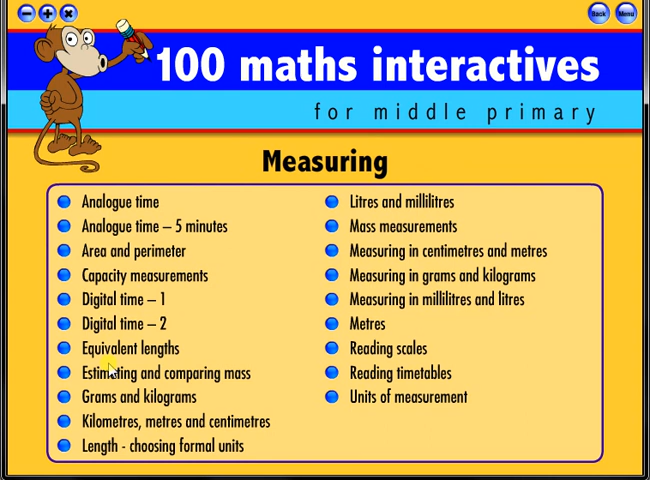 Back Menu
100 maths interactives
for middle primary
Measuring
Analogue time
Analogue time – 5 minutes
Area and perimeter
Capacity measurements
Digital time – 1
Digital time – 2
Equivalent lengths
Estimating and comparing mass
Grams and kilograms
Kilometres, metres and centimetres
Length - choosing formal units
Litres and millilitres
Mass measurements
Measuring in centimetres and metres
Measuring in grams and kilograms
Measuring in millilitres and litres
Metres
Reading scales
Reading timetables
Units of measurement